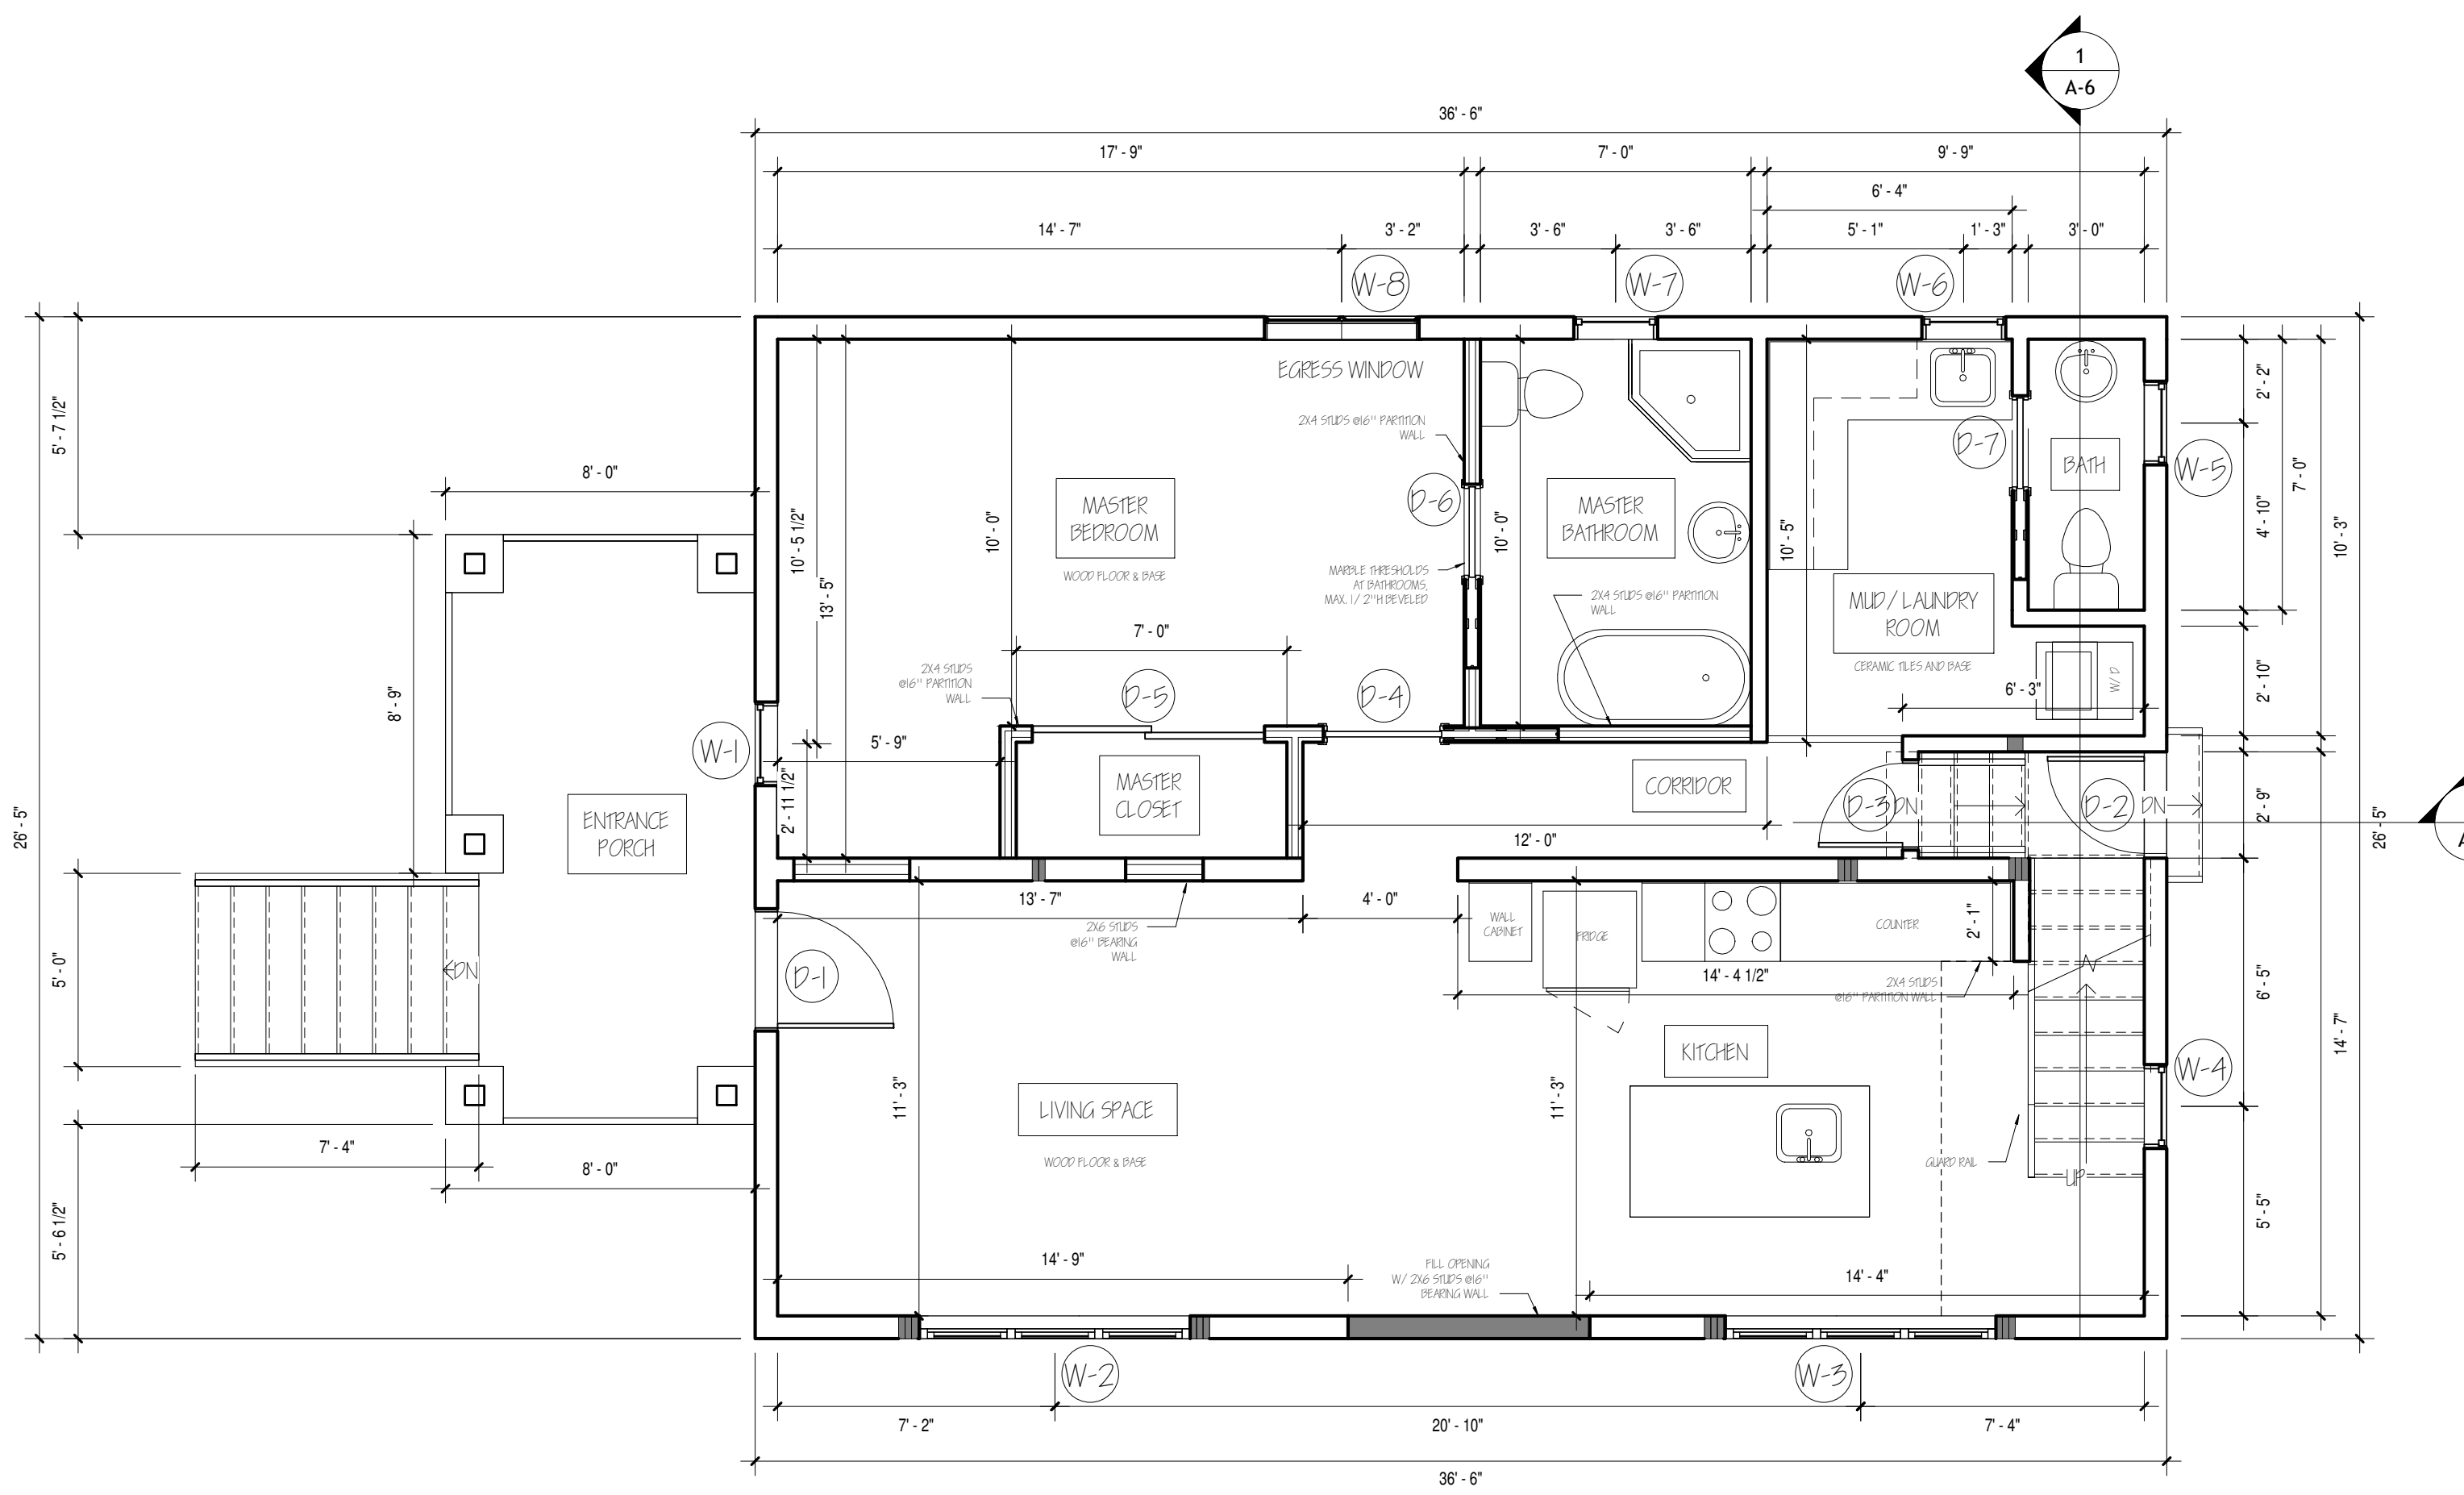 1
A-6
36' - 6"
17' - 9"
7' - 0"
9' - 9"
6' - 4"
14' - 7"
3' - 2"
3' - 6"
3' - 6"
5' - 1"
1' - 3"
3' - 0"
W-8
W-7
W-6
EGRESS WINDOW
2X4 STUDS @16" PARTITION
WALL
5' - 7 1/2"
8' - 0"
10' - 5 1/2"
13' - 5"
10' - 0"
MASTER
BEDROOM
WOOD FLOOR & BASE
D-6
10' - 0"
MASTER
BATHROOM
MARBLE THRESHOLDS
AT BATHROOMS,
MAX. 1/ 2"H BEVELED
2X4 STUDS @16" PARTITION
WALL
10' - 5"
D-7
BATH
W-5
2' - 2"
4' - 10"
7' - 0"
10' - 3"
MUD/ LAUNDRY
ROOM
CERAMIC TILES AND BASE
6' - 3"
W/ D
2' - 10"
8' - 9"
7' - 0"
2X4 STUDS
@16" PARTITION
WALL
D-5
D-4
W-1
5' - 9"
2' - 11 1/2"
MASTER
CLOSET
CORRIDOR
D-3
DN
D-2
DN
2' - 9"
26' - 5"
26' - 5"
A
ENTRANCE
PORCH
12' - 0"
13' - 7"
4' - 0"
2X6 STUDS
@16" BEARING
WALL
WALL
CABINET
FRIDGE
COUNTER
2' - 1"
14' - 4 1/2"
2X4 STUDS
@16" PARTITION WALL
5' - 0"
DN
D-1
6' - 5"
14' - 7"
KITCHEN
W-4
11' - 3"
LIVING SPACE
WOOD FLOOR & BASE
11' - 3"
GUARD RAIL
UP
7' - 4"
8' - 0"
5' - 6 1/2"
5' - 5"
14' - 9"
FILL OPENING
W/ 2X6 STUDS @16"
BEARING WALL
14' - 4"
W-2
W-3
7' - 2"
20' - 10"
7' - 4"
36' - 6"